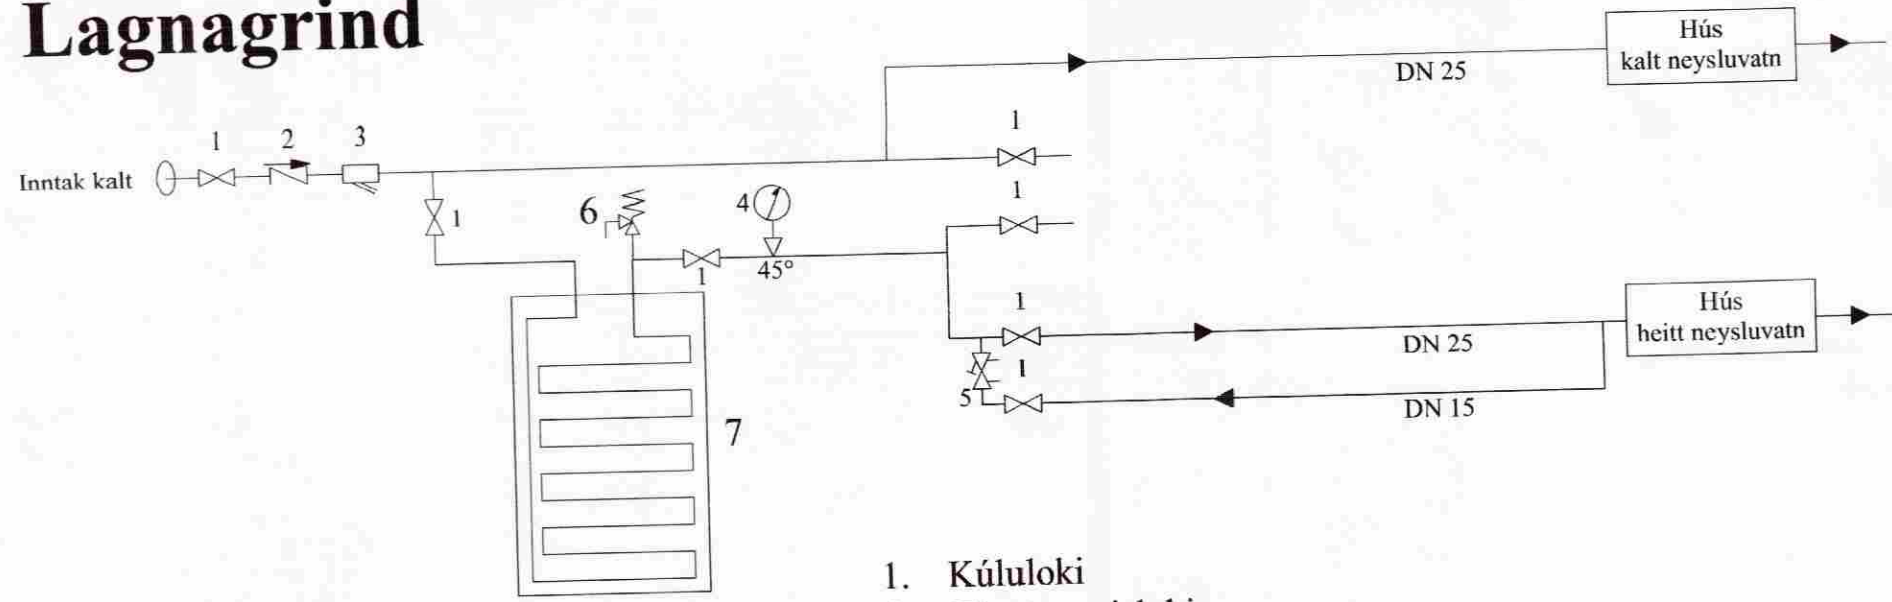 Lagnagrind
Hús
kalt neysluvatn
DN 25
Inntak kalt
1
2
3
1
1
6
4
1
1
45°
1
Hús
heitt neysluvatn
DN 25
1
5
DN 15
7
1. Kúluloki